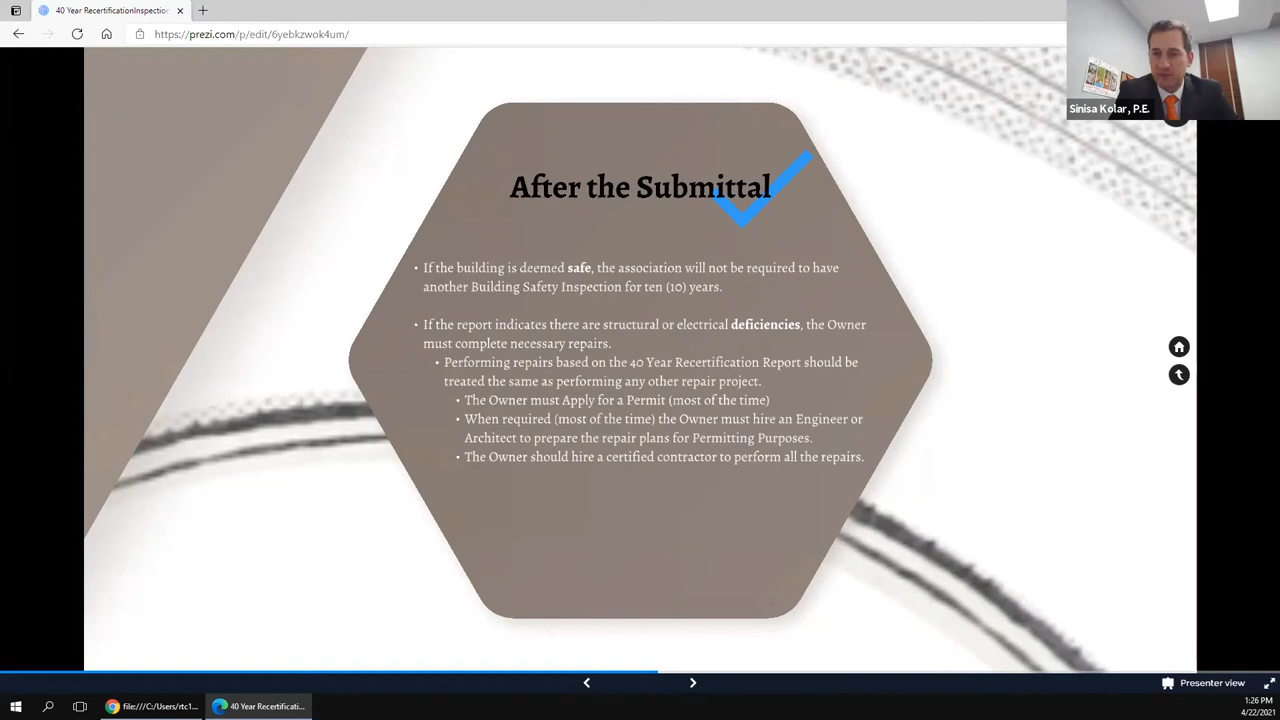 40 Year RecertificationInspectio
https://prezi.com/p/edit/6yebkzwok4um/
Sinisa Kolar, P.E.
After the Submittal
• If the building is deemed safe, the association will not be required to have
another Building Safety Inspection for ten (10) years.
• If the report indicates there are structural or electrical deficiencies, the Owner
must complete necessary repairs.
• Performing repairs based on the 40 Year Recertification Report should be
treated the same as performing any other repair project.
• The Owner must Apply for a Permit (most of the time)
• When required (most of the time) the Owner must hire an Engineer or
Architect to prepare the repair plans for Permitting Purposes.
• The Owner should hire a certified contractor to perform all the repairs.
Presenter view
file:///C:/Users/rtc1...
40 Year Recertificati...
1:26 PM
4/22/2021